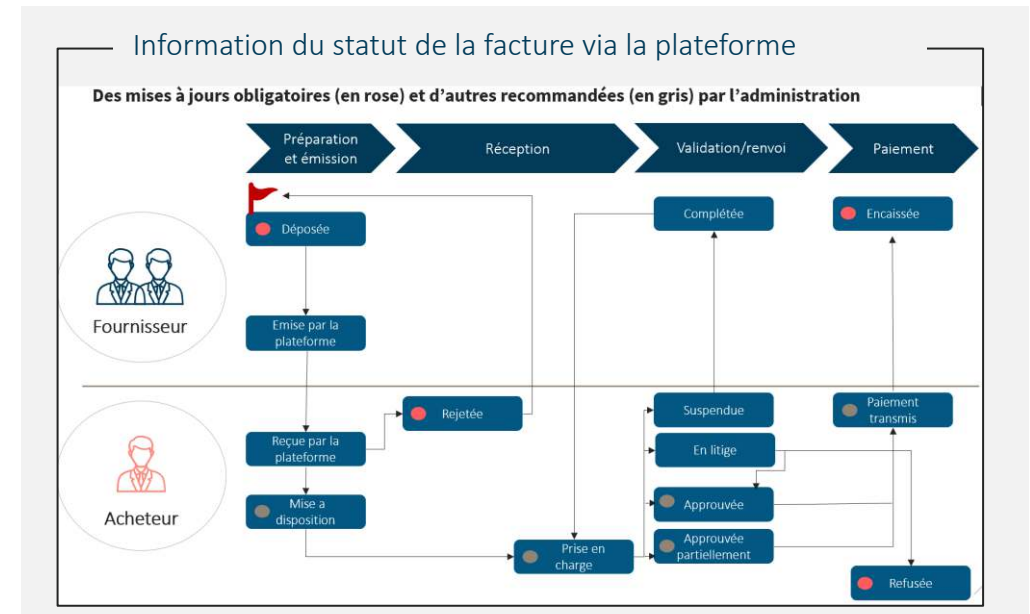 Information du statut de la facture via la plateforme
Des mises à jours obligatoires (en rose) et d'autres recommandées (en gris) par l'administration
Préparation
et émission
Réception
Validation/renvoi
Paiement
Déposée
Complétée
Encaissée
Fournisseur
Emise par la
plateforme
Rejetée
Suspendue
Paiement
transmis
Reçue par la
plateforme
En litige
Acheteur
Mise a
disposition
Approuvée
Prise en
charge
Approuvée
partiellement
Refusée